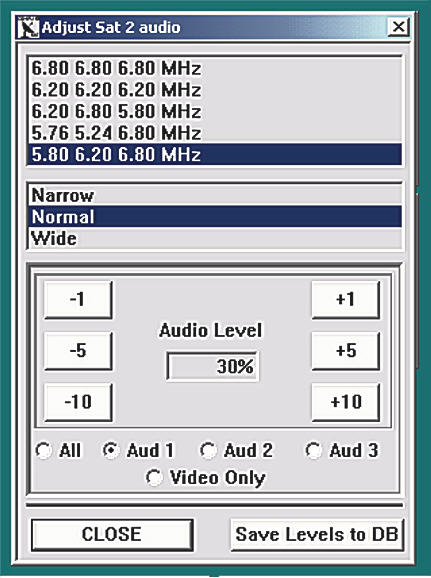 Adjust Sat 2 audio
6.80 6.80 6.80 MHz
6.20 6.20 6.20 MHz
6.20 6.80 5.80 MHz
5.76 5.24 6.80 MHz
5.80 6.20 6.80 MHz
Narrow
Normal
Wide
-1 +1
Audio Level
-5 +5
30%
-10 +10
All Aud 1 Aud 2 Aud 3
Video Only
CLOSE Save Levels to DB